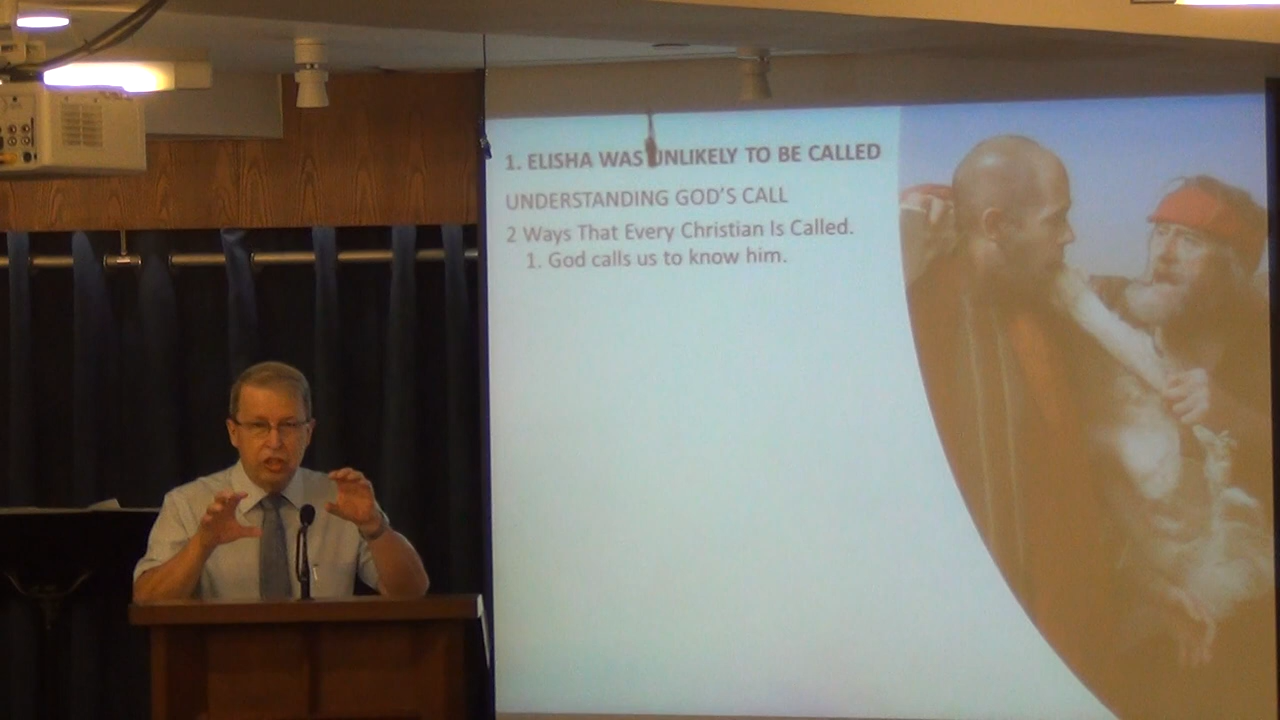 1. ELISHA WAS UNLIKELY TO BE CALLED
UNDERSTANDING GOD'S CALL
2 Ways That Every Christian Is Called.
1. God calls us to know him.